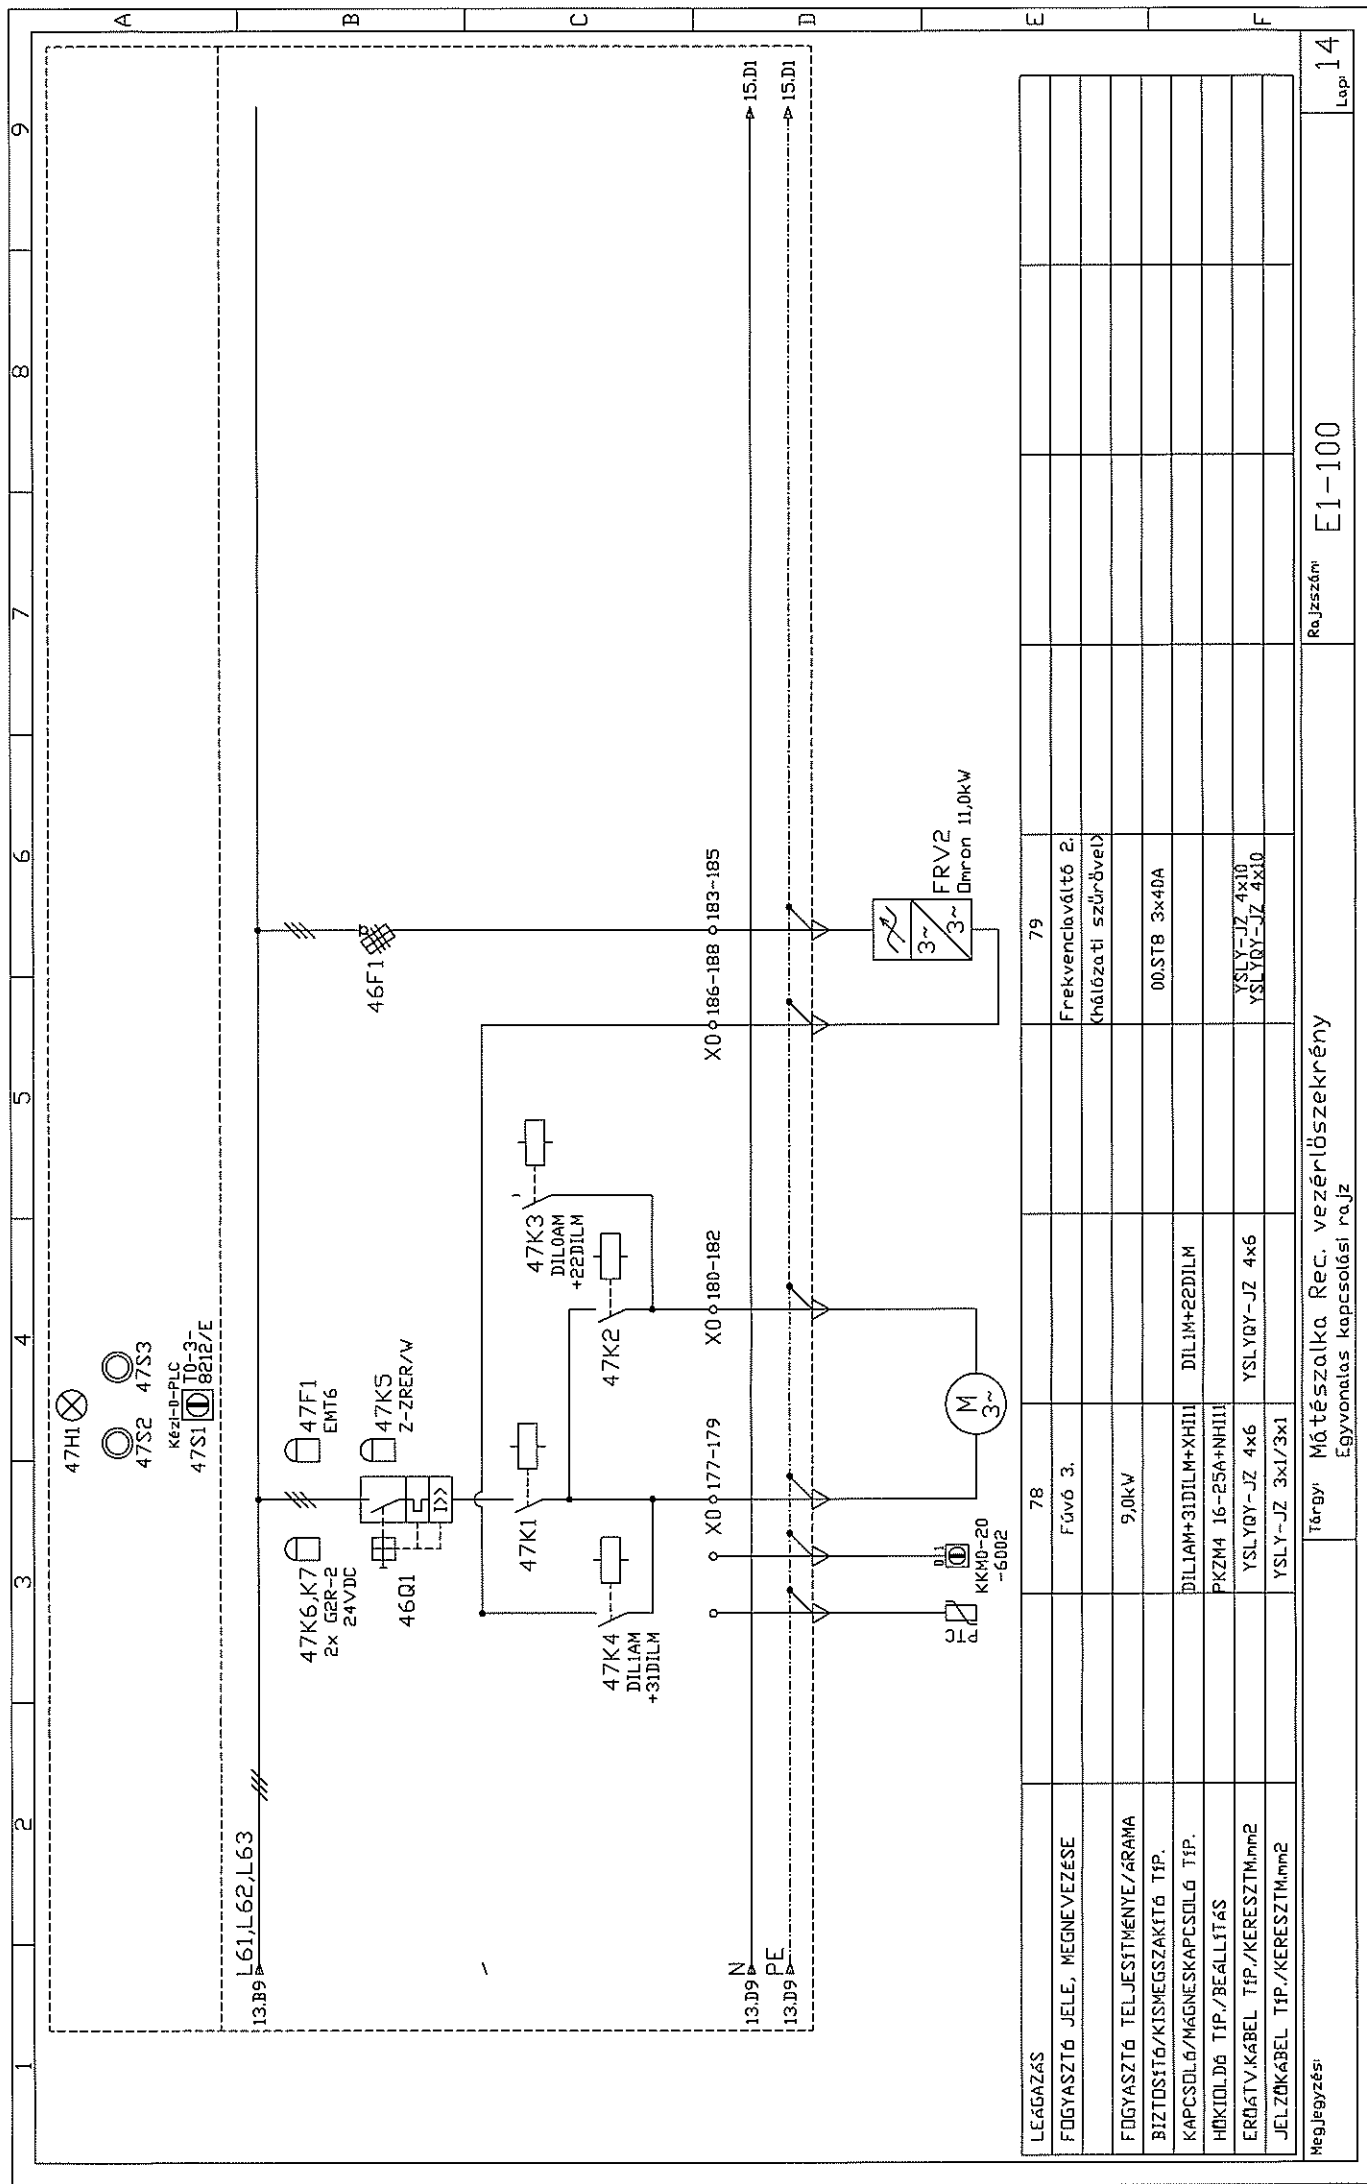 1 2 3 4 5 6 7 8 9
A
B
C
D
E
F
47H1
47S2 47S3
Kézi-0-PLC
47S1 T0-3-
8212/E
L61,L62,L63
13.B9
47K6,K7
2x G2R-2
24VDC
47F1
EMT6
46Q1
I>>
47K5
Z-ZRER/W
46F1
47K1
47K4
DIL1AM
+31DILM
47K2
47K3
DIL0AM
+22DILM
X0 177-179
X0 180-182
X0 186-188 183-185
N
13.D9
15.D1
PE
13.D9
15.D1
PTC
KKM0-20
-6002
M
3~
3~
3~
FRV2
Omron 11,0kW
LEÁGAZÁS 78 79
FOGYASZTÓ JELE, MEGNEVEZÉSE Fúvó 3. Frekvenciaváltó 2.
(hálózati szűrővel)
FOGYASZTÓ TELJESÍTMÉNYE/ÁRAMA 9,0kW
BIZTOSÍTÓ/KISMEGSZAKÍTÓ TÍP. 00.STB 3x40A
KAPCSOLÓ/MÁGNESKAPCSOLÓ TÍP. DIL1AM+31DILM+XHI11 DIL1M+22DILM
HŐKIOLDÓ TÍP./BEÁLLÍTÁS PKZM4 16-25A+NHI11
ERŐÁTV.KÁBEL TÍP./KERESZTM.mm2 YSLYQY-JZ 4x6 YSLYQY-JZ 4x6 YSLY-JZ 4x10
YSLYQY-JZ 4x10
JELZŐKÁBEL TÍP./KERESZTM.mm2 YSLY-JZ 3x1/3x1
Megjegyzés:
Tárgy: Mátészalka Rec. vezérlőszekrény
Egyvonalas kapcsolási rajz
Rajzszám: E1-100
Lap: 14